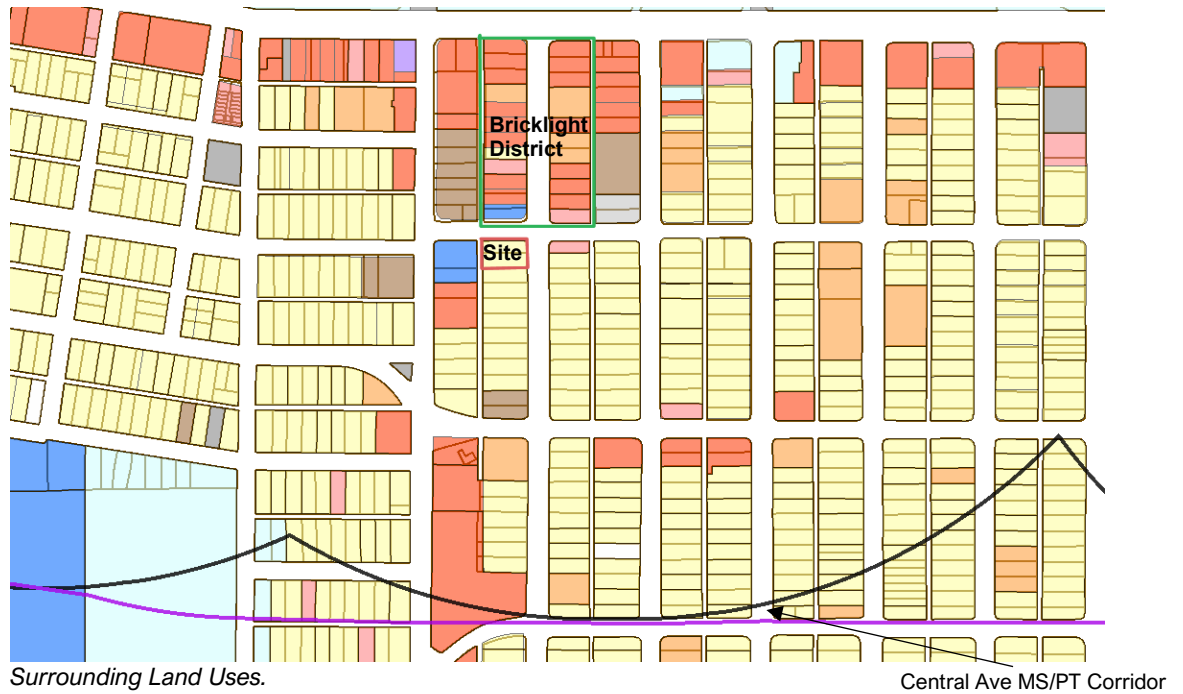 Bricklight
District
Site
Surrounding Land Uses.
Central Ave MS/PT Corridor